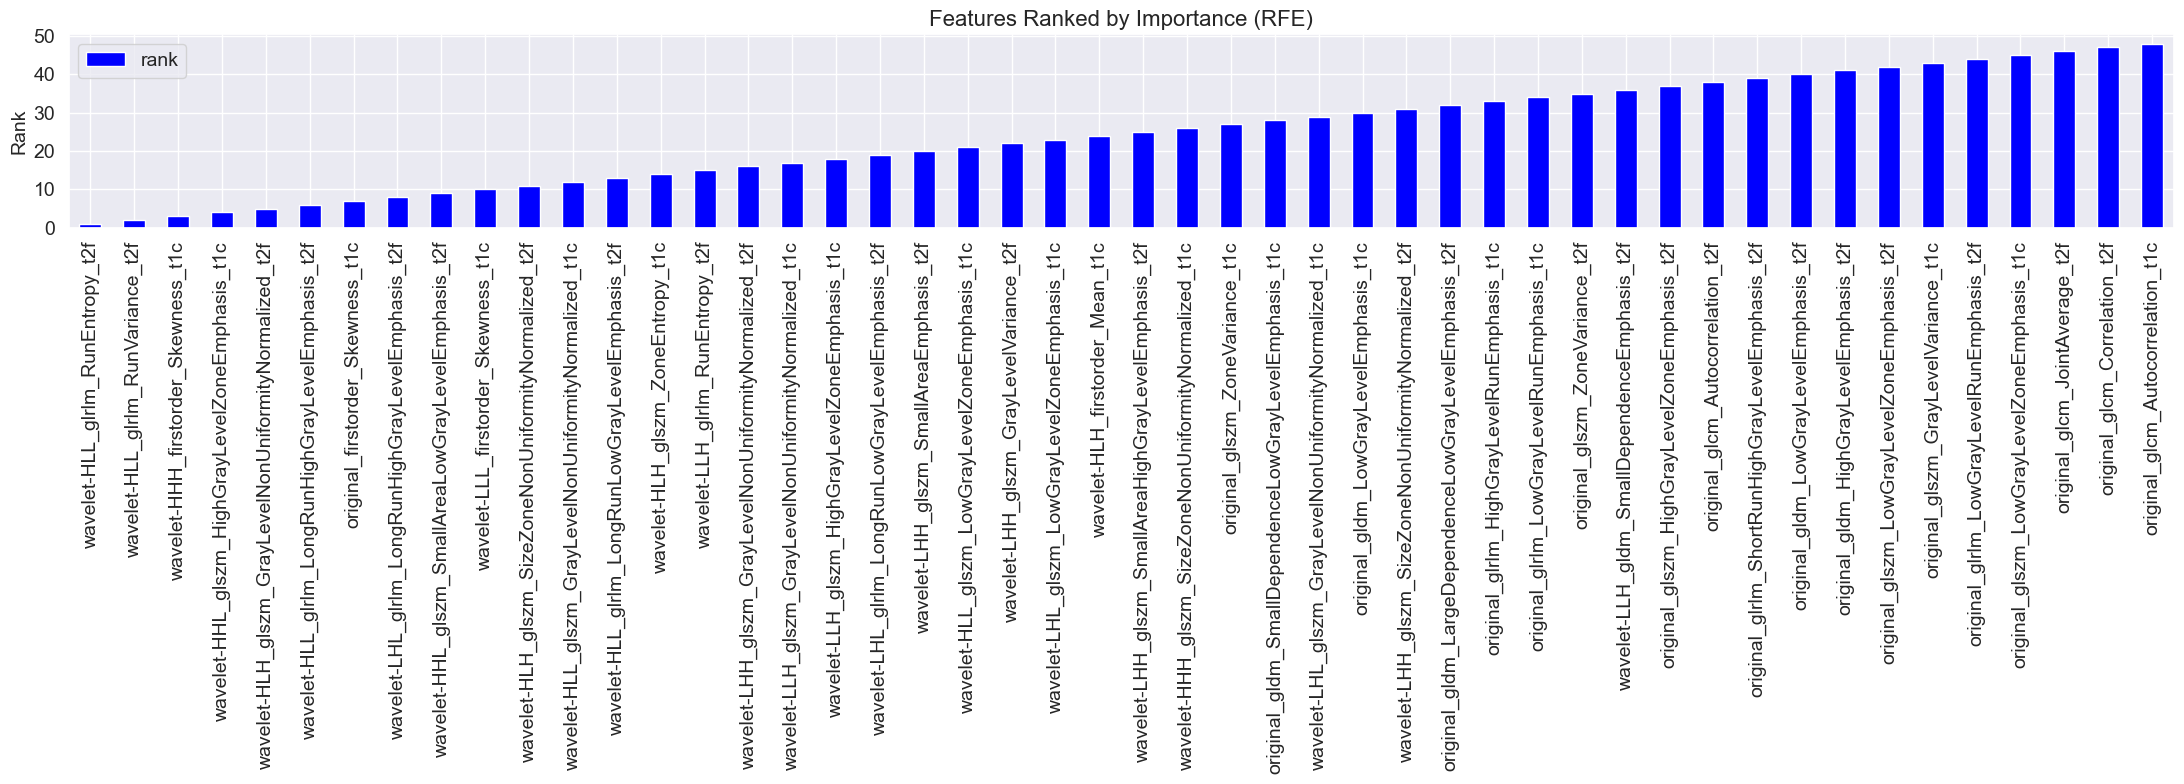 Features Ranked by Importance (RFE)
rank
Rank
50
40
30
20
10
0
wavelet-HLL_glrlm_RunEntropy_t2f
wavelet-HLL_glrlm_RunVariance_t2f
wavelet-HHH_firstorder_Skewness_t1c
wavelet-HHL_glszm_HighGrayLevelZoneEmphasis_t1c
wavelet-HLH_glszm_GrayLevelNonUniformityNormalized_t2f
wavelet-HLL_glrlm_LongRunHighGrayLevelEmphasis_t2f
original_firstorder_Skewness_t1c
wavelet-LHL_glrlm_LongRunHighGrayLevelEmphasis_t2f
wavelet-HHL_glszm_SmallAreaLowGrayLevelEmphasis_t2f
wavelet-LLL_firstorder_Skewness_t1c
wavelet-HLH_glszm_SizeZoneNonUniformityNormalized_t2f
wavelet-HLL_glszm_GrayLevelNonUniformityNormalized_t1c
wavelet-HLL_glrlm_LongRunLowGrayLevelEmphasis_t2f
wavelet-HLH_glszm_ZoneEntropy_t1c
wavelet-LLH_glrlm_RunEntropy_t2f
wavelet-LHH_glszm_GrayLevelNonUniformityNormalized_t2f
wavelet-LLH_glszm_GrayLevelNonUniformityNormalized_t1c
wavelet-LLH_glszm_HighGrayLevelZoneEmphasis_t1c
wavelet-LHL_glrlm_LongRunLowGrayLevelEmphasis_t2f
wavelet-LHH_glszm_SmallAreaEmphasis_t2f
wavelet-HLL_glszm_LowGrayLevelZoneEmphasis_t1c
wavelet-LHH_glszm_GrayLevelVariance_t2f
wavelet-LHL_glszm_LowGrayLevelZoneEmphasis_t1c
wavelet-HLH_firstorder_Mean_t1c
wavelet-LHH_glszm_SmallAreaHighGrayLevelEmphasis_t2f
wavelet-HHH_glszm_SizeZoneNonUniformityNormalized_t1c
original_glszm_ZoneVariance_t1c
original_gldm_SmallDependenceLowGrayLevelEmphasis_t1c
wavelet-LHL_glszm_GrayLevelNonUniformityNormalized_t1c
original_gldm_LowGrayLevelEmphasis_t1c
wavelet-LHH_glszm_SizeZoneNonUniformityNormalized_t2f
original_gldm_LargeDependenceLowGrayLevelEmphasis_t2f
original_glrlm_HighGrayLevelRunEmphasis_t1c
original_glrlm_LowGrayLevelRunEmphasis_t1c
original_glszm_ZoneVariance_t2f
wavelet-LLH_gldm_SmallDependenceEmphasis_t2f
original_glszm_HighGrayLevelZoneEmphasis_t2f
original_glcm_Autocorrelation_t2f
original_glrlm_ShortRunHighGrayLevelEmphasis_t2f
original_gldm_LowGrayLevelEmphasis_t2f
original_gldm_HighGrayLevelEmphasis_t2f
original_glszm_LowGrayLevelZoneEmphasis_t2f
original_glszm_GrayLevelVariance_t1c
original_glrlm_LowGrayLevelRunEmphasis_t2f
original_glszm_LowGrayLevelZoneEmphasis_t1c
original_glcm_JointAverage_t2f
original_glcm_Correlation_t2f
original_glcm_Autocorrelation_t1c